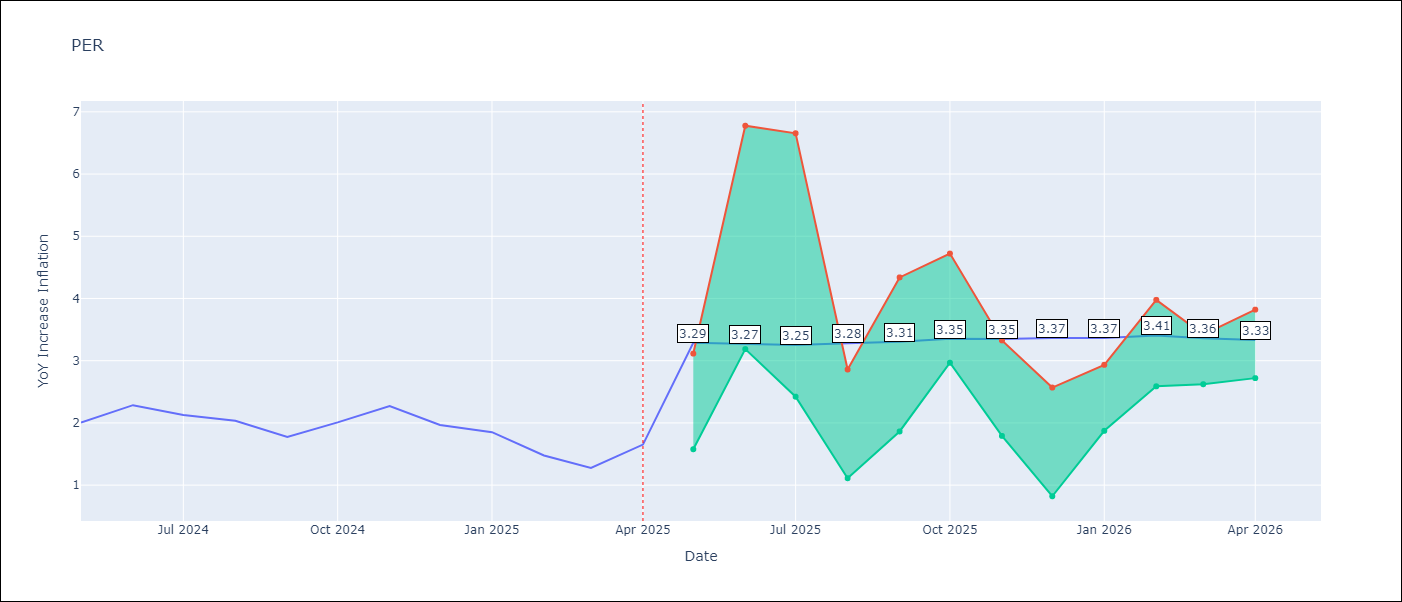 PER
YoY Increase Inflation
7
6
5
4
3
2
1
3.29
3.27
3.25
3.28
3.31
3.35
3.35
3.37
3.37
3.41
3.36
3.33
Jul 2024
Oct 2024
Jan 2025
Apr 2025
Jul 2025
Oct 2025
Jan 2026
Apr 2026
Date